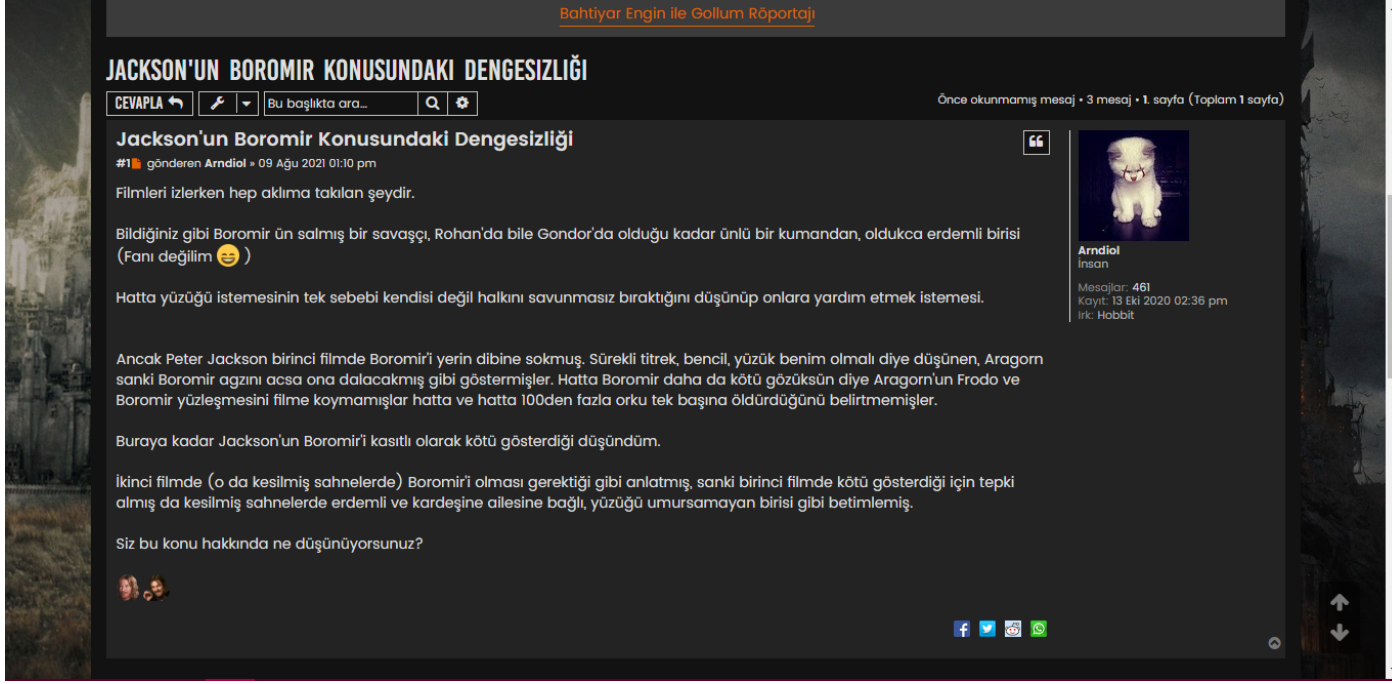 Bahtiyar Engin ile Gollum Röportajı
JACKSON'UN BOROMIR KONUSUNDAKI DENGESIZLIĞI
CEVAPLA
Bu başlıkta ara...
Önce okunmamış mesaj • 3 mesaj • 1. sayfa (Toplam 1 sayfa)
Jackson'un Boromir Konusundaki Dengesizliği
#1 gönderen Arndiol » 09 Ağu 2021 01:10 pm
Filmleri izlerken hep aklıma takılan şeydir.
Bildiğiniz gibi Boromir ün salmış bir savaşçı, Rohan'da bile Gondor'da olduğu kadar ünlü bir kumandan, oldukca erdemli birisi
(Fanı değilim 😄 )
Hatta yüzüğü istemesinin tek sebebi kendisi değil halkını savunmasız bıraktığını düşünüp onlara yardım etmek istemesi.
Ancak Peter Jackson birinci filmde Boromir'i yerin dibine sokmuş. Sürekli titrek, bencil, yüzük benim olmalı diye düşünen, Aragorn
sanki Boromir agzını acsa ona dalacakmış gibi göstermişler. Hatta Boromir daha da kötü gözüksün diye Aragorn'un Frodo ve
Boromir yüzleşmesini filme koymamışlar hatta ve hatta 100den fazla orku tek başına öldürdüğünü belirtmemişler.
Buraya kadar Jackson'un Boromir'i kasıtlı olarak kötü gösterdiği düşündüm.
İkinci filmde (o da kesilmiş sahnelerde) Boromir'i olması gerektiği gibi anlatmış, sanki birinci filmde kötü gösterdiği için tepki
almış da kesilmiş sahnelerde erdemli ve kardeşine ailesine bağlı, yüzüğü umursamayan birisi gibi betimlemiş.
Siz bu konu hakkında ne düşünüyorsunuz?
Arndiol
İnsan
Mesajlar: 461
Kayıt: 13 Eki 2020 02:36 pm
Irk: Hobbit